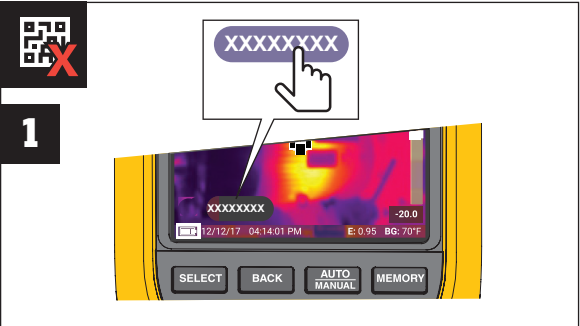 X
1
XXXXXXXX
XXXXXXXX
-20.0
12/12/17 04:14:01 PM E: 0.95 BG: 70°F
SELECT BACK AUTO MEMORY
MANUAL